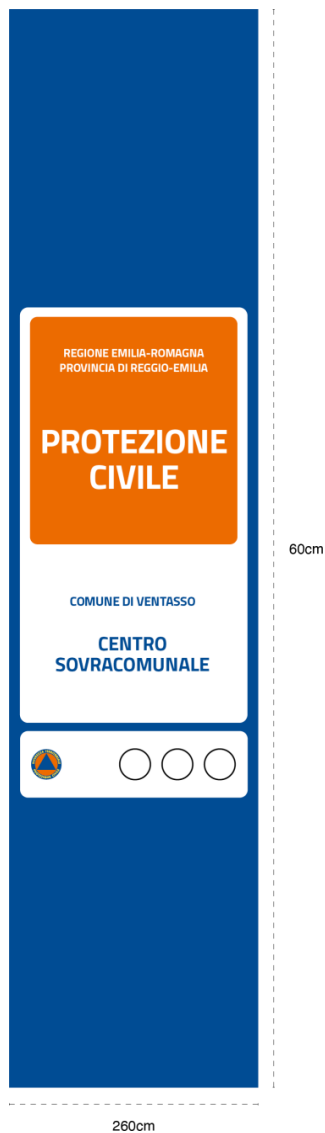 REGIONE EMILIA-ROMAGNA
PROVINCIA DI REGGIO-EMILIA
PROTEZIONE
CIVILE
60cm
COMUNE DI VENTASSO
CENTRO
SOVRACOMUNALE
260cm